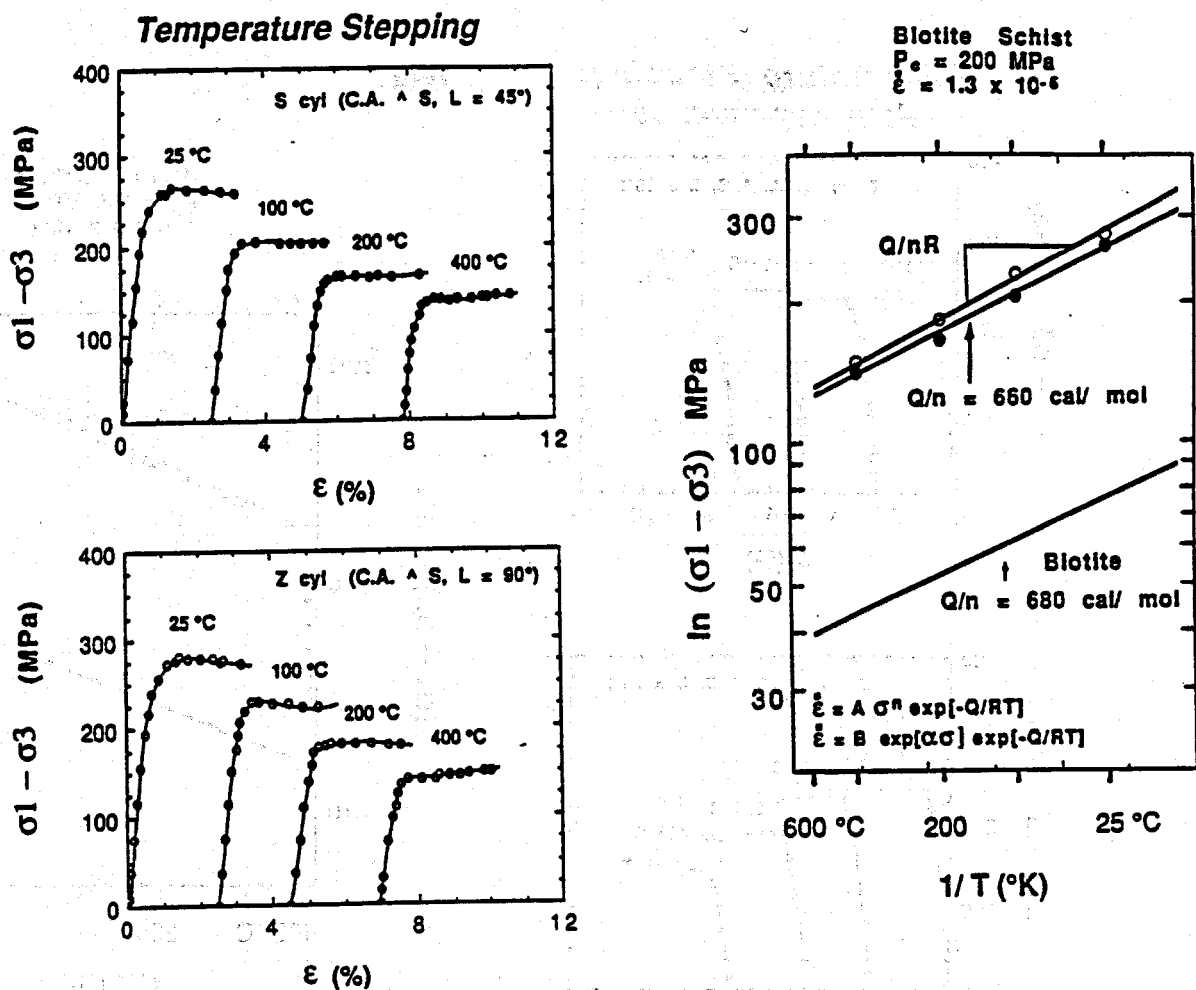 Temperature Stepping
400
300
200
100
0
σ1 – σ3 (MPa)
S cyl (C.A. ^ S, L = 45°)
25 °C
100 °C
200 °C
400 °C
0
4
8
12
ε (%)
400
300
200
100
0
σ1 – σ3 (MPa)
Z cyl (C.A. ^ S, L = 90°)
25 °C
100 °C
200 °C
400 °C
0
4
8
12
ε (%)
Biotite Schist
Pc = 200 MPa
ε̇ = 1.3 x 10⁻⁵
300
100
50
30
ln (σ1 – σ3) MPa
Q/nR
Q/n = 660 cal/ mol
Biotite
Q/n = 680 cal/ mol
ε̇ = A σⁿ exp[-Q/RT]
ε̇ = B exp[ασ] exp[-Q/RT]
600 °C
200
25 °C
1/ T (°K)